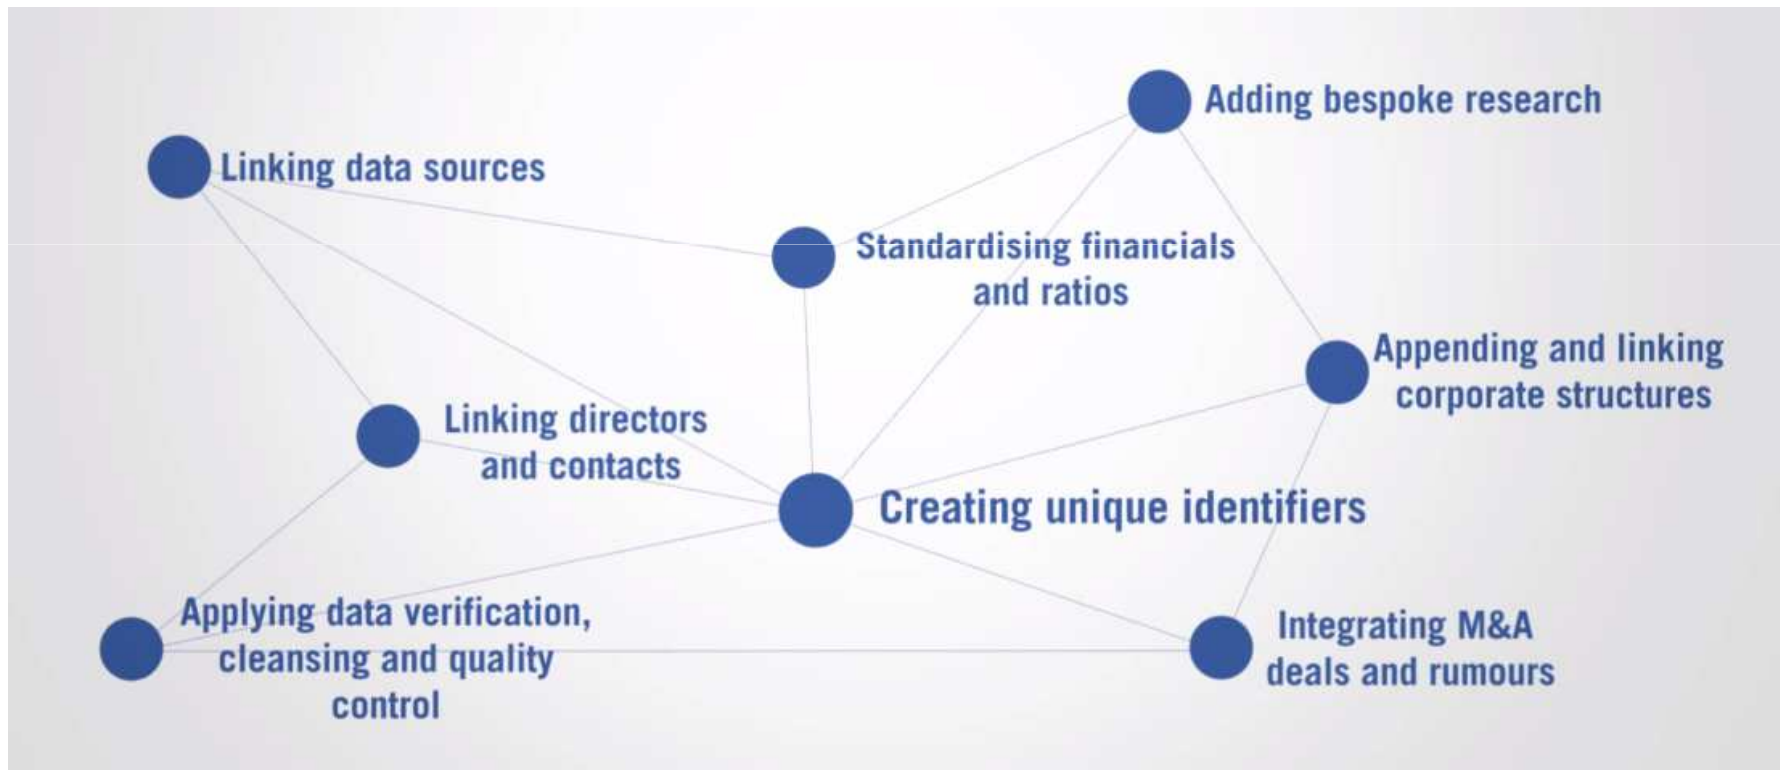 Adding bespoke research
Linking data sources
Standardising financials
and ratios
Appending and linking
corporate structures
Linking directors
and contacts
Creating unique identifiers
Applying data verification,
cleansing and quality
control
Integrating M&A
deals and rumours